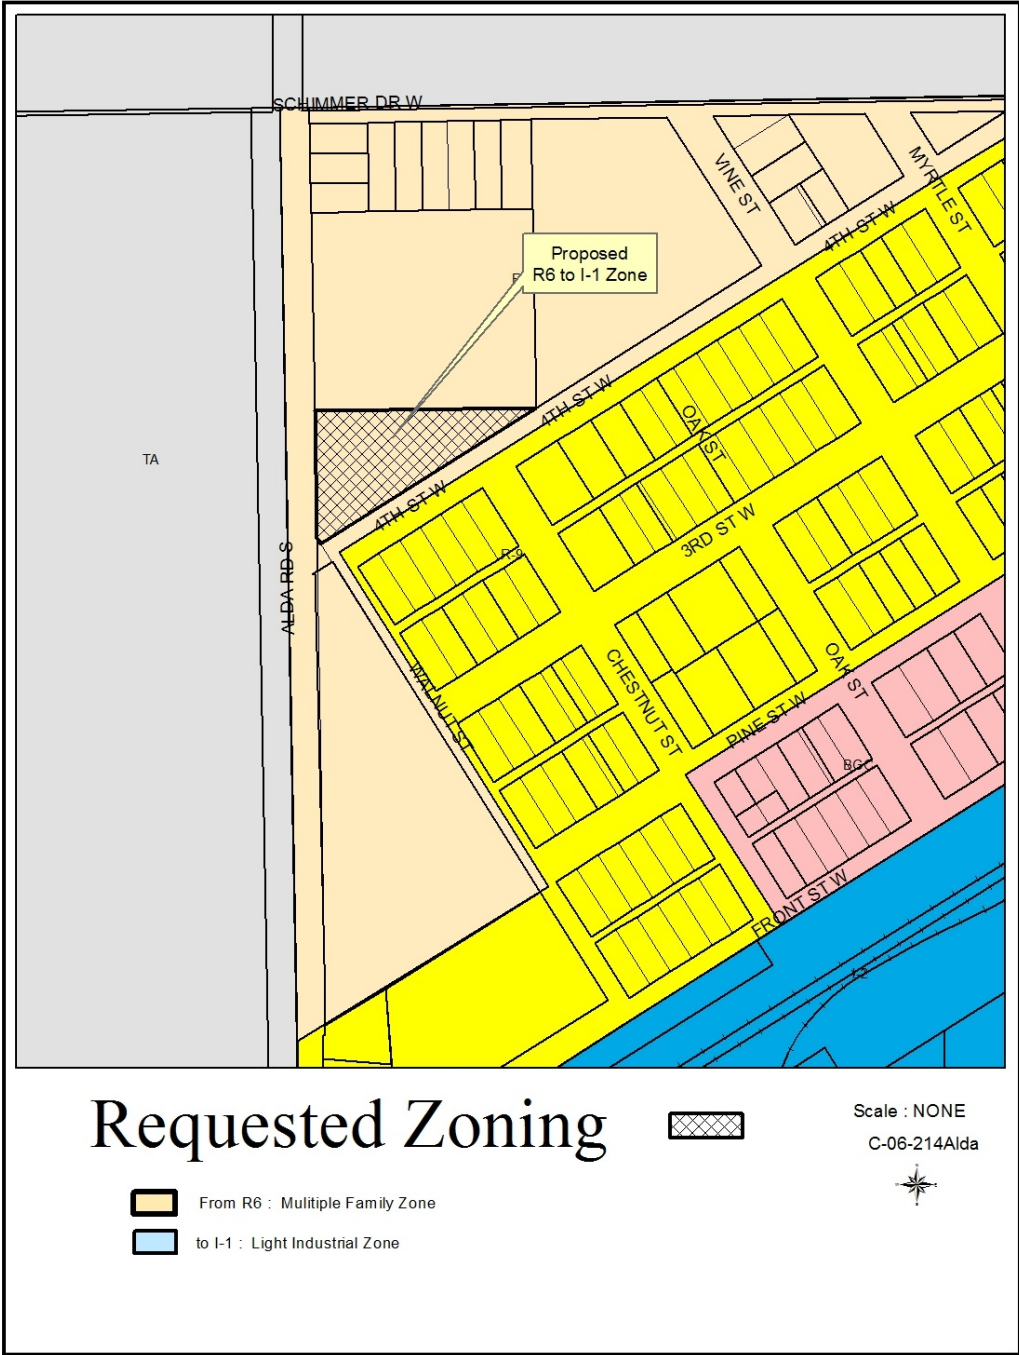 SCHIMMER DR W
VINE ST
MYRTLE ST
4TH ST W
Proposed
R6 to I-1 Zone
4TH ST W
OAK ST
TA
4TH ST W
3RD ST W
R-9
ALDA RD S
WALNUT ST
CHESTNUT ST
OAK ST
PINE ST W
BGC
FRONT ST W
I-2
Requested Zoning
Scale : NONE
C-06-214Alda
From R6 : Mulitiple Family Zone
to I-1 : Light Industrial Zone